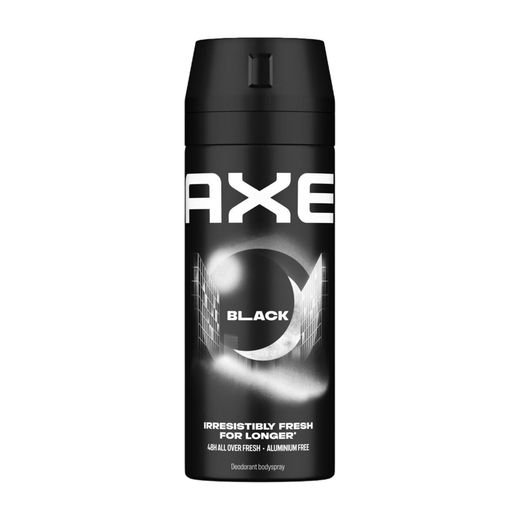 AXE
BLACK
IRRESISTIBLY FRESH
FOR LONGER*
48H ALL OVER FRESH • ALUMINIUM FREE
Deodorant bodyspray